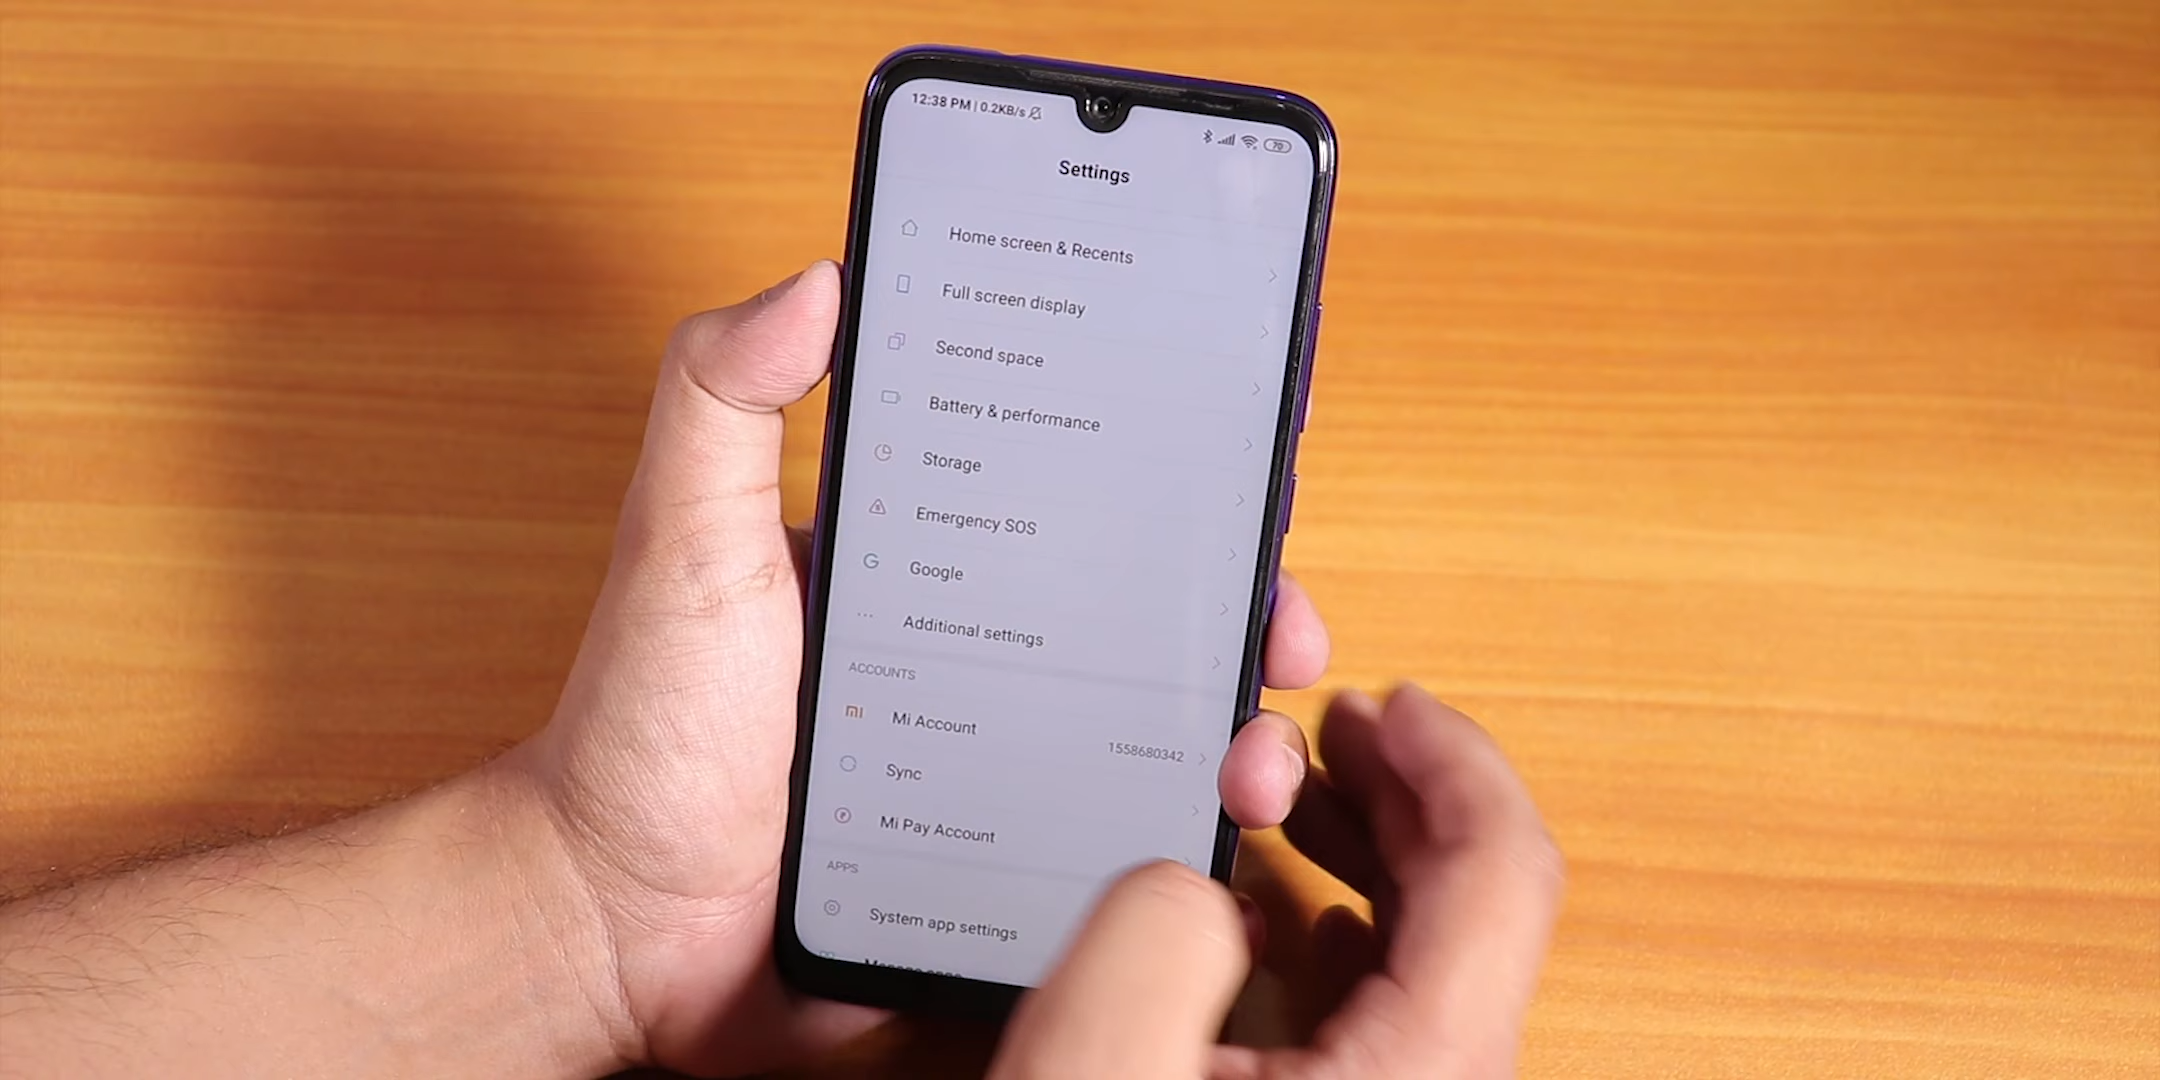 12:38 PM | 0.2KB/s
70
Settings
Home screen & Recents
Full screen display
Second space
Battery & performance
Storage
Emergency SOS
Google
Additional settings
ACCOUNTS
Mi Account 1558680342
Sync
Mi Pay Account
APPS
System app settings